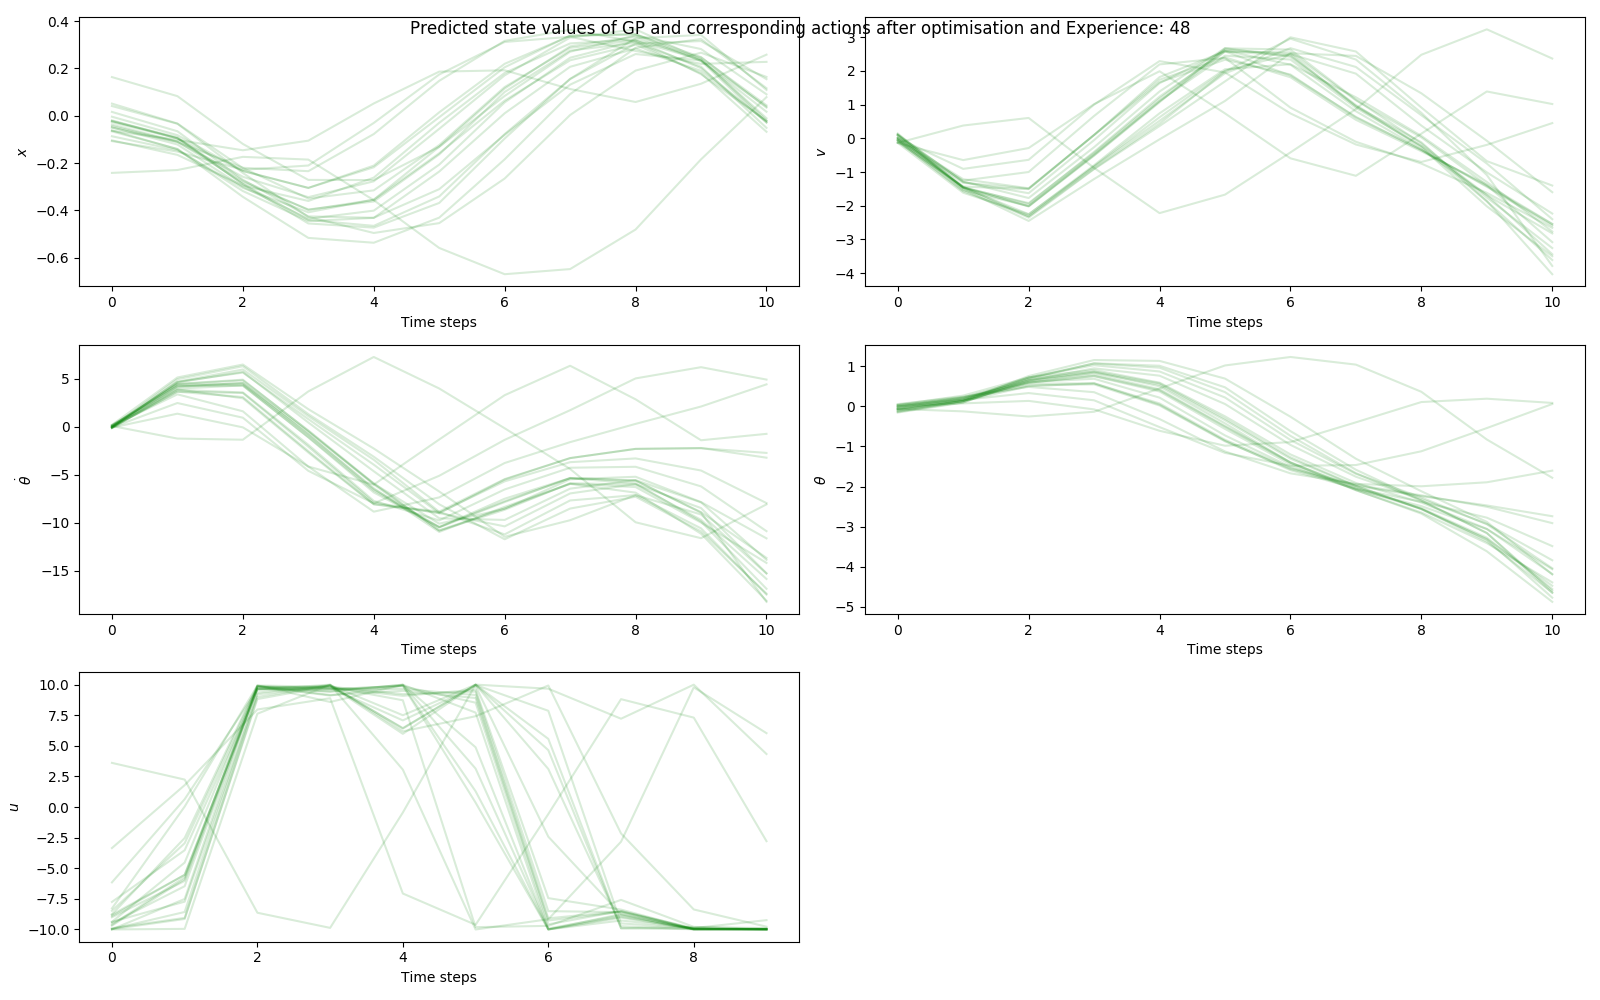 Predicted state values of GP and corresponding actions after optimisation and Experience: 48
0.4
0.2
0.0
−0.2
−0.4
−0.6
x
0 2 4 6 8 10
Time steps
3
2
1
0
−1
−2
−3
−4
v
0 2 4 6 8 10
Time steps
5
0
−5
−10
−15
θ̇
0 2 4 6 8 10
Time steps
1
0
−1
−2
−3
−4
−5
θ
0 2 4 6 8 10
Time steps
10.0
7.5
5.0
2.5
0.0
−2.5
−5.0
−7.5
−10.0
u
0 2 4 6 8
Time steps